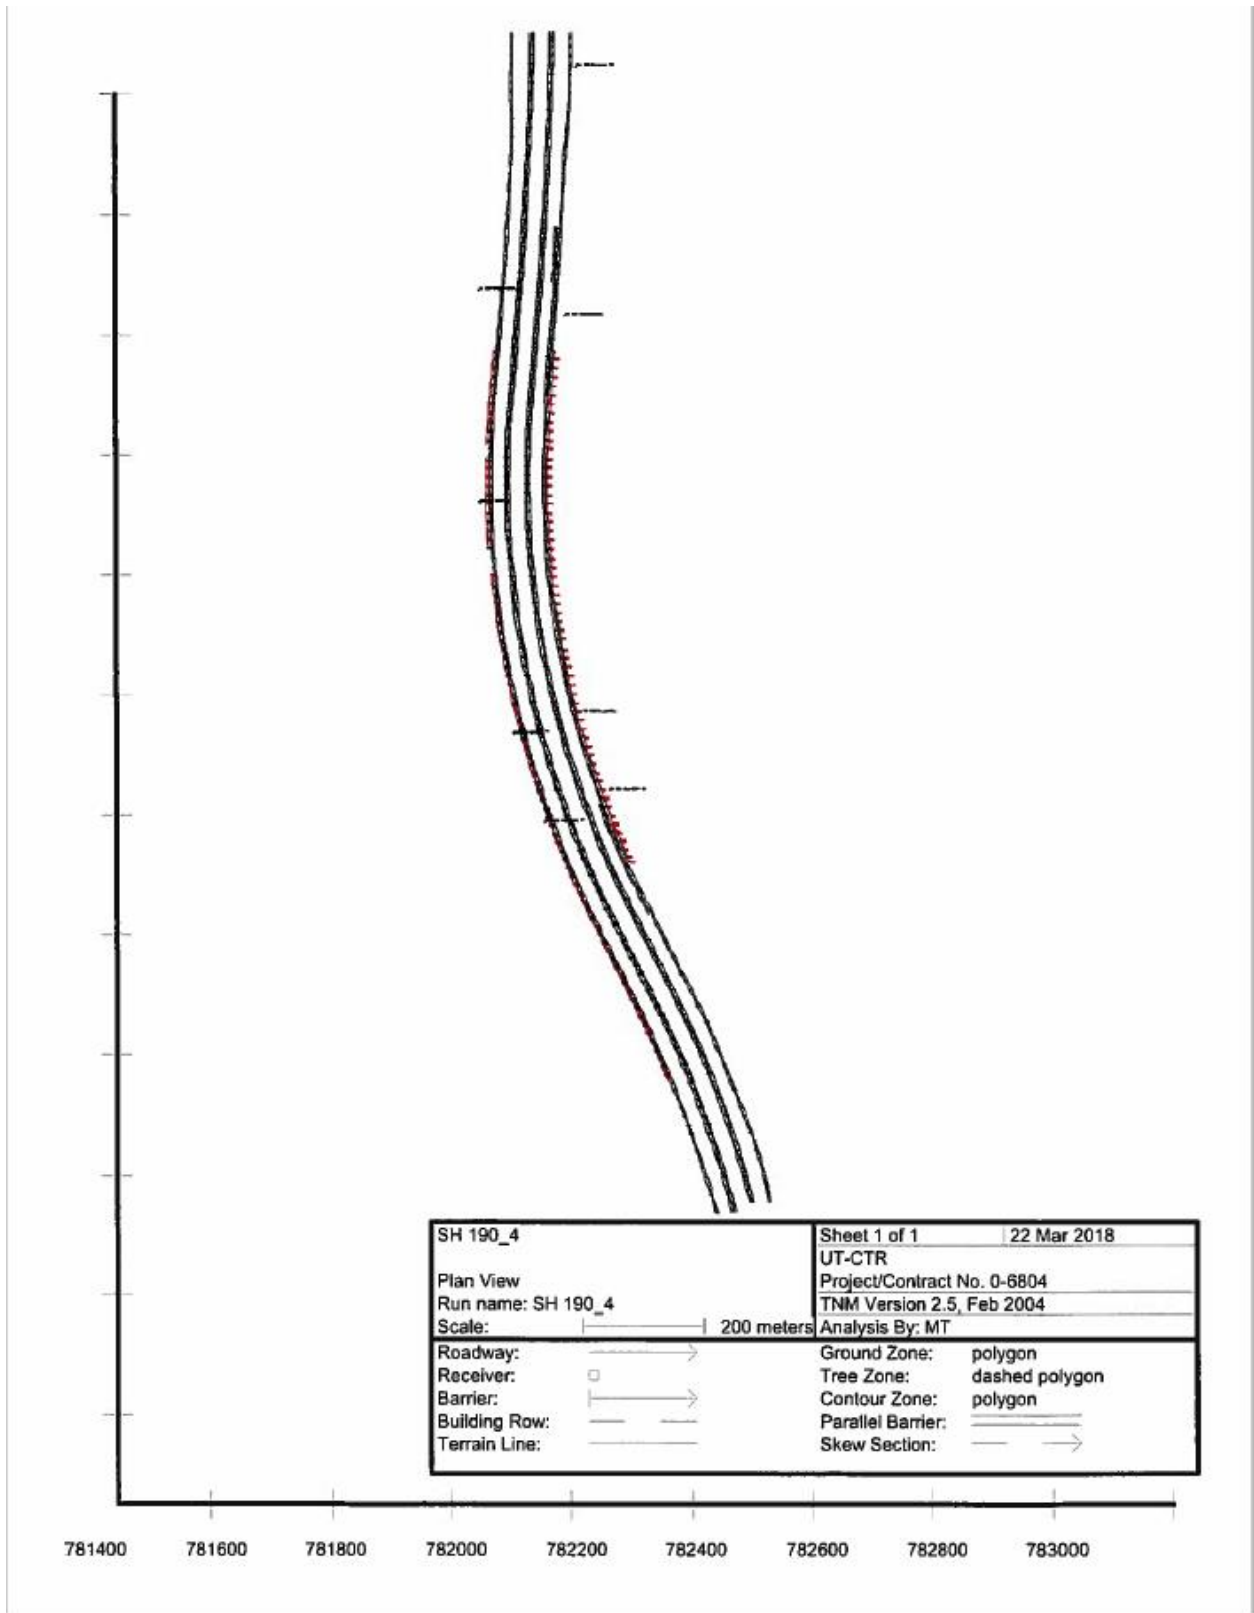 SH 190_4
Sheet 1 of 1 22 Mar 2018
UT-CTR
Plan View
Project/Contract No. 0-6804
Run name: SH 190_4
TNM Version 2.5, Feb 2004
Scale: 200 meters
Analysis By: MT
Roadway:
Ground Zone: polygon
Receiver:
Tree Zone: dashed polygon
Barrier:
Contour Zone: polygon
Building Row:
Parallel Barrier:
Terrain Line:
Skew Section:
781400 781600 781800 782000 782200 782400 782600 782800 783000